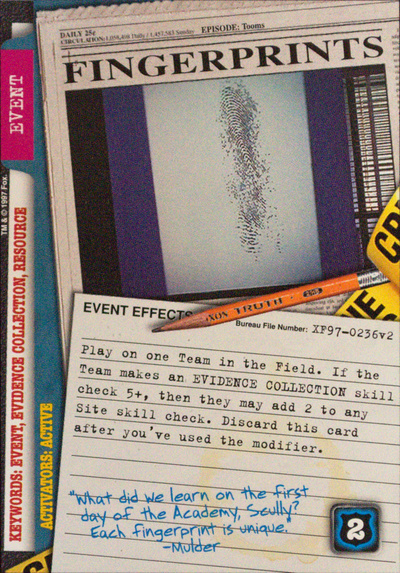 DAILY 25¢ EPISODE: Tooms
CIRCULATION: 1,058,498 Daily / 1,457,583 Sunday
FINGERPRINTS
EVENT
TM & © 1997 Fox.
KEYWORDS: EVENT, EVIDENCE COLLECTION, RESOURCE
ACTIVATORS: ACTIVE
TRUTH
EVENT EFFECTS
Bureau File Number: XF97-0236v2
Play on one Team in the Field. If the
Team makes an EVIDENCE COLLECTION skill
check 5+, then they may add 2 to any
Site skill check. Discard this card
after you've used the modifier.
"What did we learn on the first
day of the Academy, Scully?
Each fingerprint is unique."
-Mulder
2